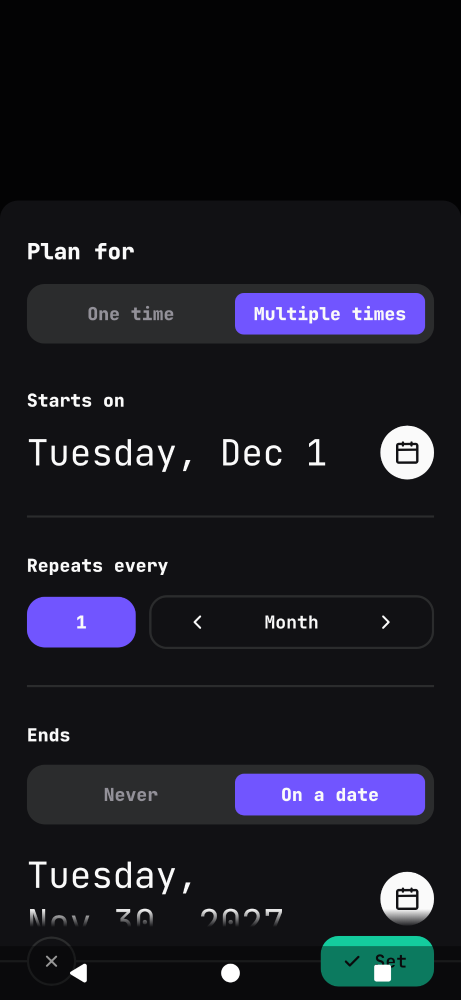 Plan for
One time
Multiple times
Starts on
Tuesday, Dec 1
Repeats every
1
Month
Ends
Never
On a date
Tuesday,
Nov 30, 2027
Set